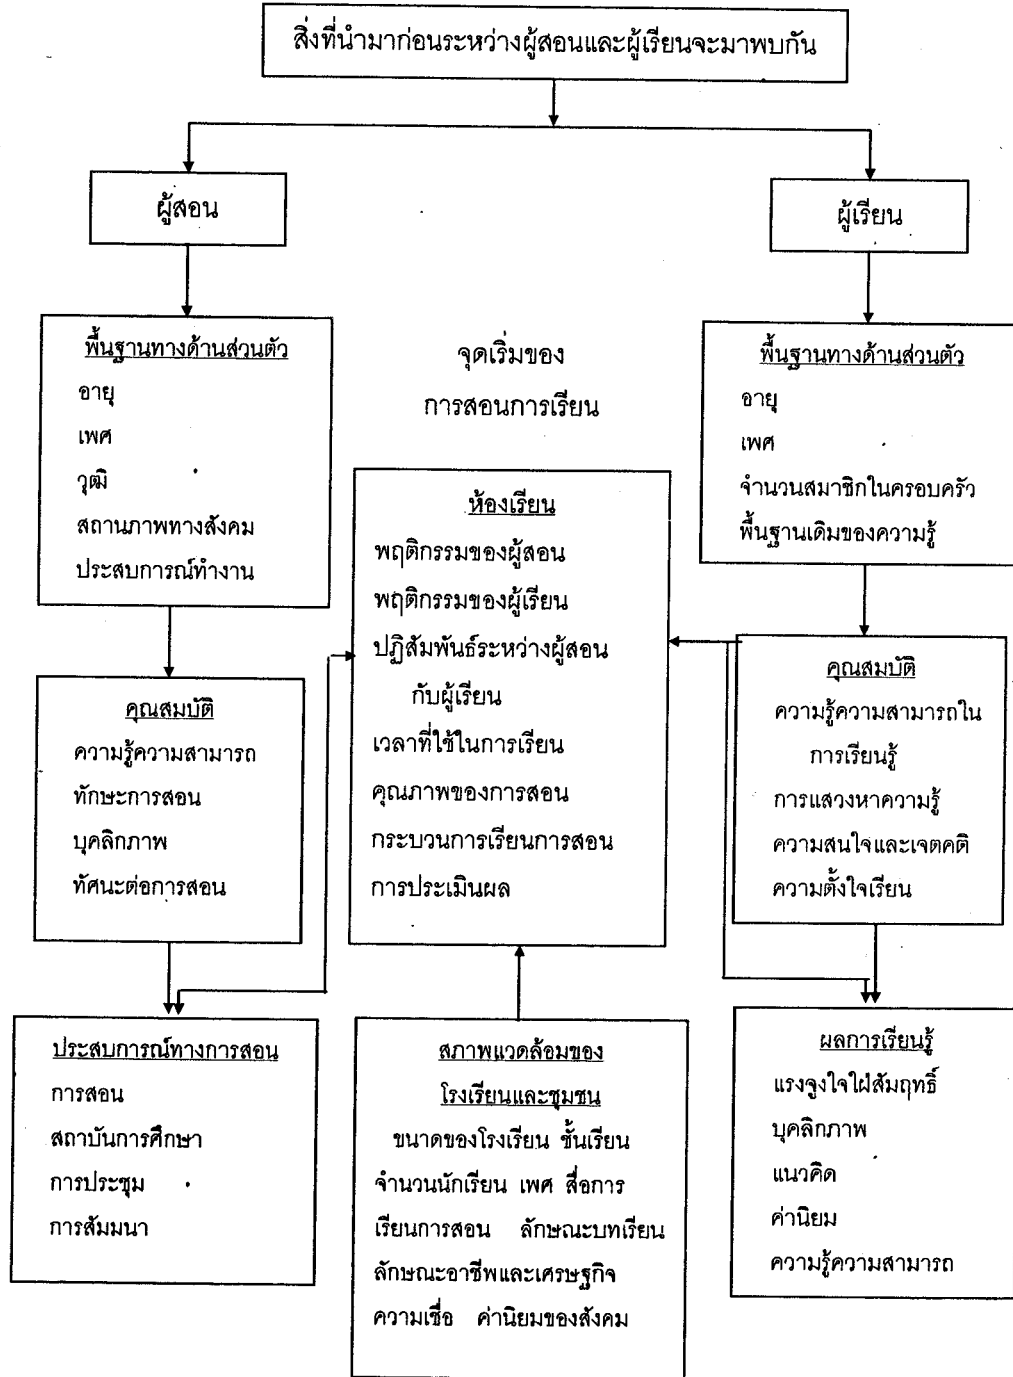 สิ่งที่นำมาก่อนระหว่างผู้สอนและผู้เรียนจะมาพบกัน
ผู้สอน
ผู้เรียน
พื้นฐานทางด้านส่วนตัว
อายุ
เพศ
วุฒิ
สถานภาพทางสังคม
ประสบการณ์ทำงาน
จุดเริ่มของ
การสอนการเรียน
พื้นฐานทางด้านส่วนตัว
อายุ
เพศ
จำนวนสมาชิกในครอบครัว
พื้นฐานเดิมของความรู้
ห้องเรียน
พฤติกรรมของผู้สอน
พฤติกรรมของผู้เรียน
ปฏิสัมพันธ์ระหว่างผู้สอน
กับผู้เรียน
เวลาที่ใช้ในการเรียน
คุณภาพของการสอน
กระบวนการเรียนการสอน
การประเมินผล
คุณสมบัติ
ความรู้ความสามารถ
ทักษะการสอน
บุคลิกภาพ
ทัศนะต่อการสอน
คุณสมบัติ
ความรู้ความสามารถใน
การเรียนรู้
การแสวงหาความรู้
ความสนใจและเจตคติ
ความตั้งใจเรียน
ประสบการณ์ทางการสอน
การสอน
สถาบันการศึกษา
การประชุม
การสัมมนา
สภาพแวดล้อมของ
โรงเรียนและชุมชน
ขนาดของโรงเรียน ชั้นเรียน
จำนวนนักเรียน เพศ สื่อการ
เรียนการสอน ลักษณะบทเรียน
ลักษณะอาชีพและเศรษฐกิจ
ความเชื่อ ค่านิยมของสังคม
ผลการเรียนรู้
แรงจูงใจใฝ่สัมฤทธิ์
บุคลิกภาพ
แนวคิด
ค่านิยม
ความรู้ความสามารถ